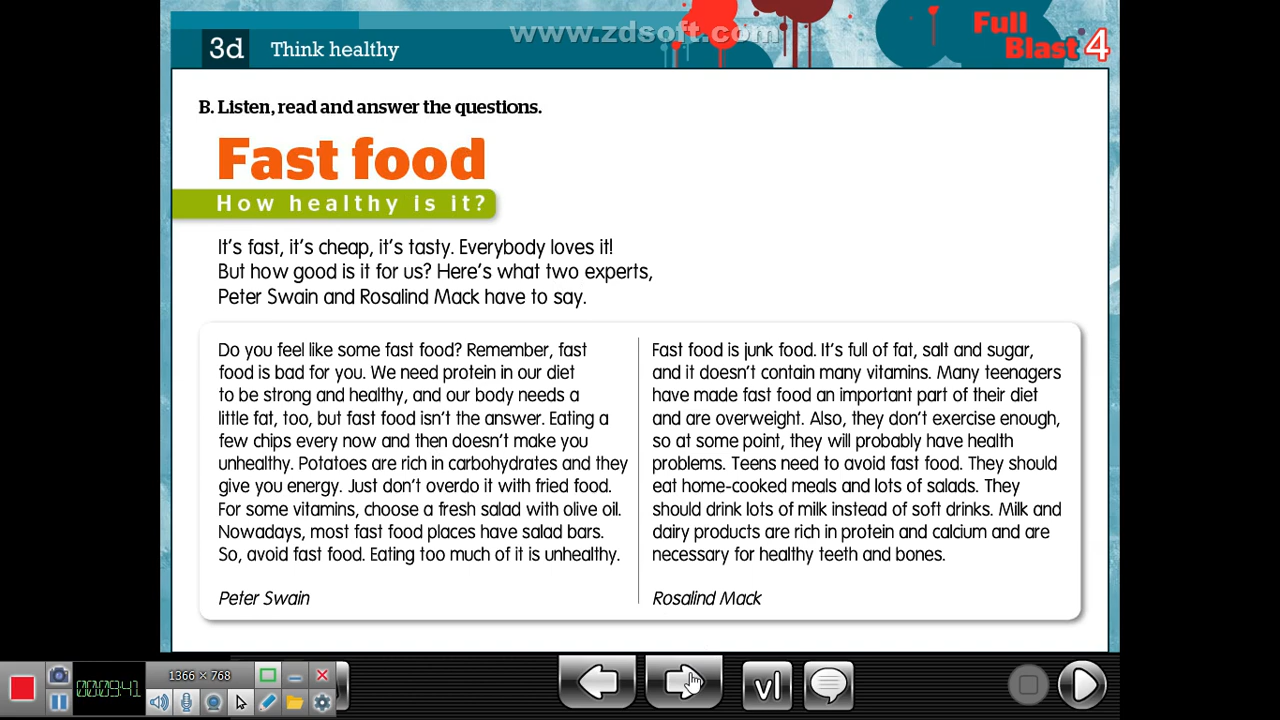 www.zdsoft.com
3d Think healthy
Full
Blast 4
B. Listen, read and answer the questions.
Fast food
How healthy is it?
It's fast, it's cheap, it's tasty. Everybody loves it!
But how good is it for us? Here's what two experts,
Peter Swain and Rosalind Mack have to say.
Do you feel like some fast food? Remember, fast
food is bad for you. We need protein in our diet
to be strong and healthy, and our body needs a
little fat, too, but fast food isn't the answer. Eating a
few chips every now and then doesn't make you
unhealthy. Potatoes are rich in carbohydrates and they
give you energy. Just don't overdo it with fried food.
For some vitamins, choose a fresh salad with olive oil.
Nowadays, most fast food places have salad bars.
So, avoid fast food. Eating too much of it is unhealthy.
Peter Swain
Fast food is junk food. It's full of fat, salt and sugar,
and it doesn't contain many vitamins. Many teenagers
have made fast food an important part of their diet
and are overweight. Also, they don't exercise enough,
so at some point, they will probably have health
problems. Teens need to avoid fast food. They should
eat home-cooked meals and lots of salads. They
should drink lots of milk instead of soft drinks. Milk and
dairy products are rich in protein and calcium and are
necessary for healthy teeth and bones.
Rosalind Mack
1366 × 768
000:09:41
vl